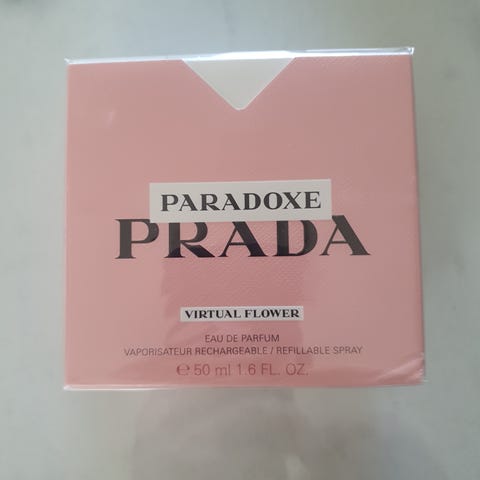 PARADOXE
PRADA
VIRTUAL FLOWER
EAU DE PARFUM
VAPORISATEUR RECHARGEABLE / REFILLABLE SPRAY
℮ 50 ml 1.6 FL. OZ.